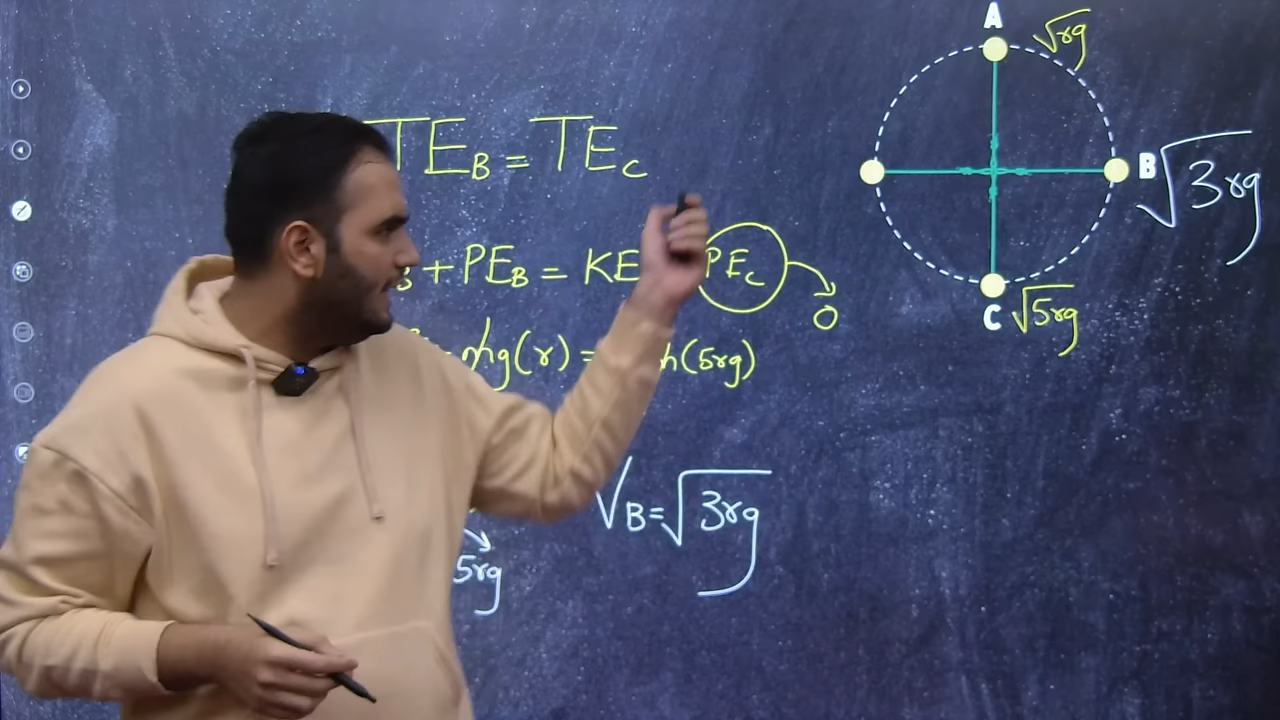 A
√rg
TE_B = TE_C
B √3rg
B + PE_B = KE PE_C
0
C √5rg
mg(r) = (5rg)
V_B = √3rg
5rg